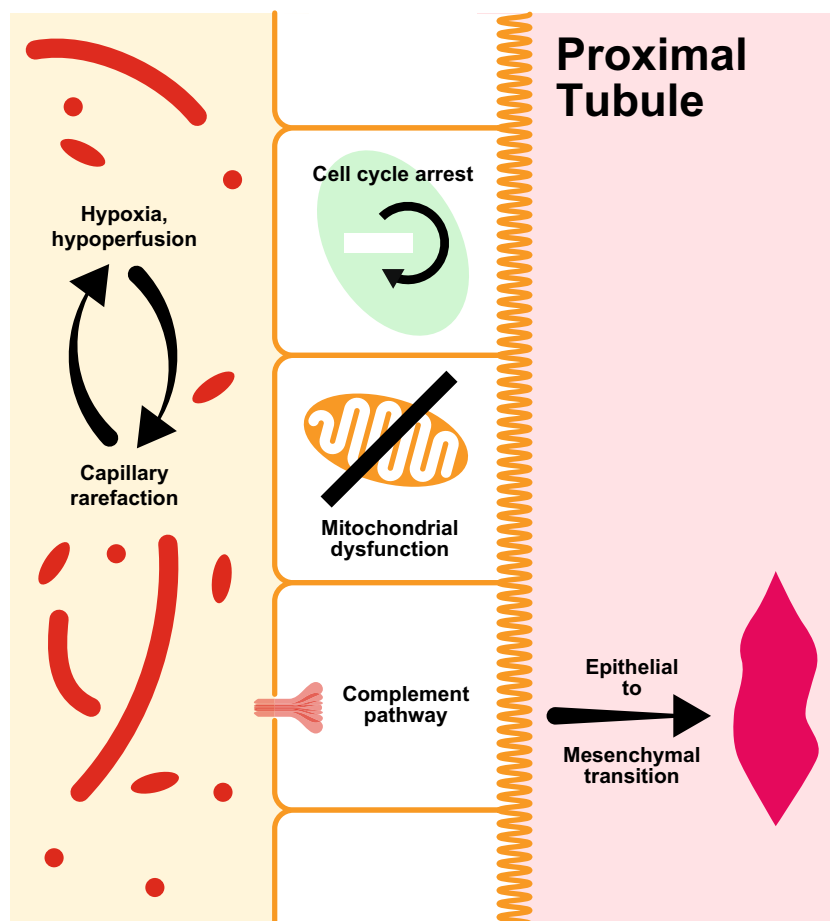 Proximal
Tubule
Cell cycle arrest
Hypoxia,
hypoperfusion
Capillary
rarefaction
Mitochondrial
dysfunction
Complement
pathway
Epithelial
to
Mesenchymal
transition